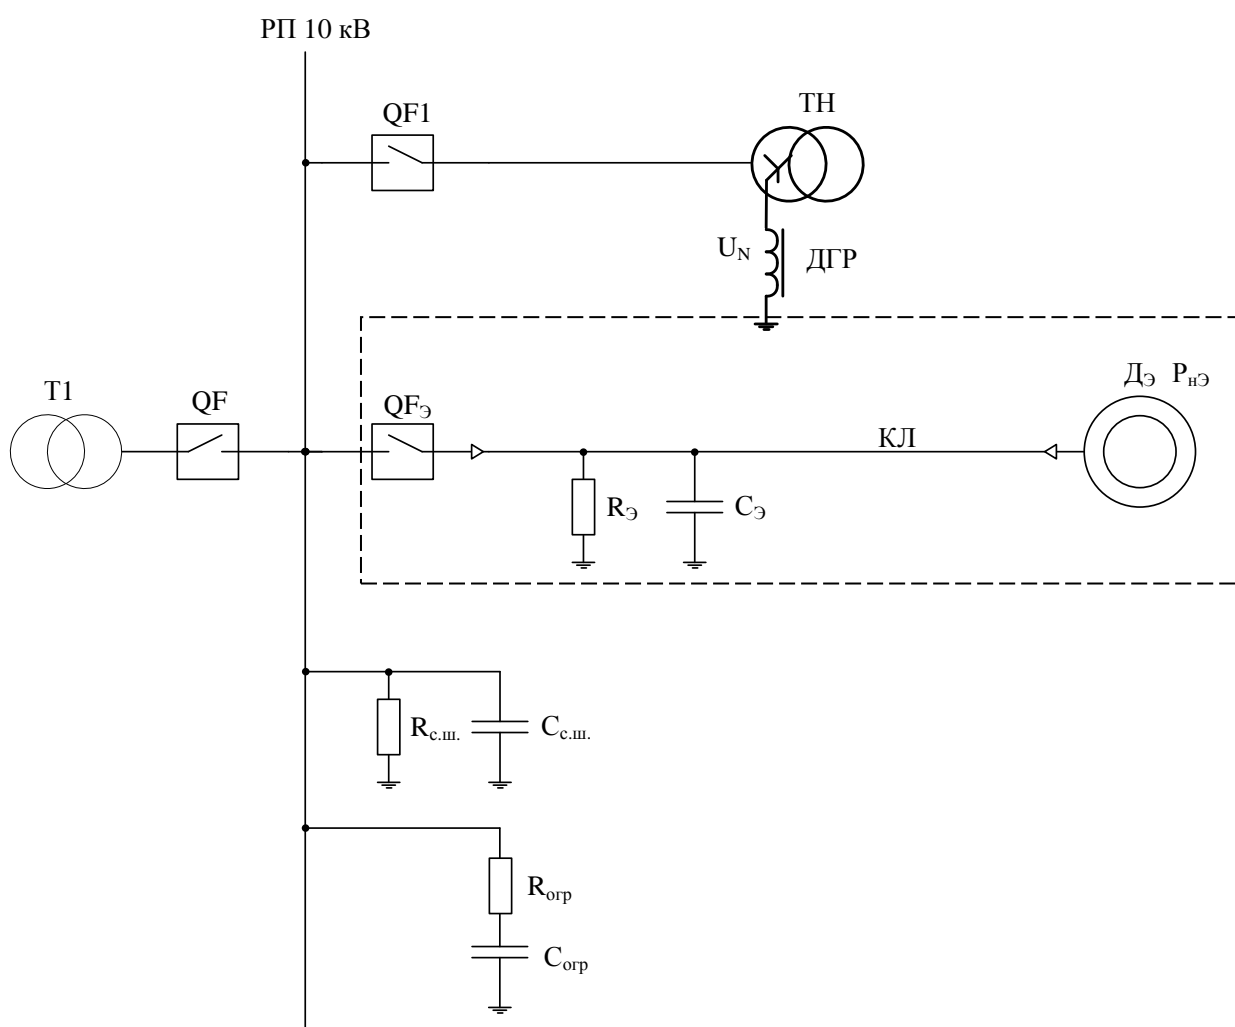 РП 10 кВ
QF1
ТН
U_N
ДГР
Т1
QF
QF_Э
КЛ
Д_Э Р_нЭ
R_Э
C_Э
R_с.ш.
C_с.ш.
R_огр
C_огр